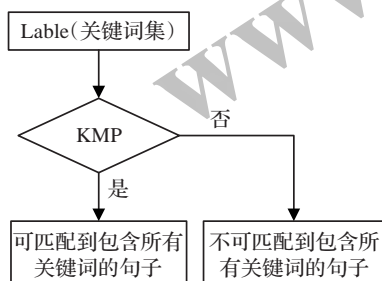 Lable(关键词集)
www
KMP
否
是
可匹配到包含所有
关键词的句子
不可匹配到包含所
有关键词的句子